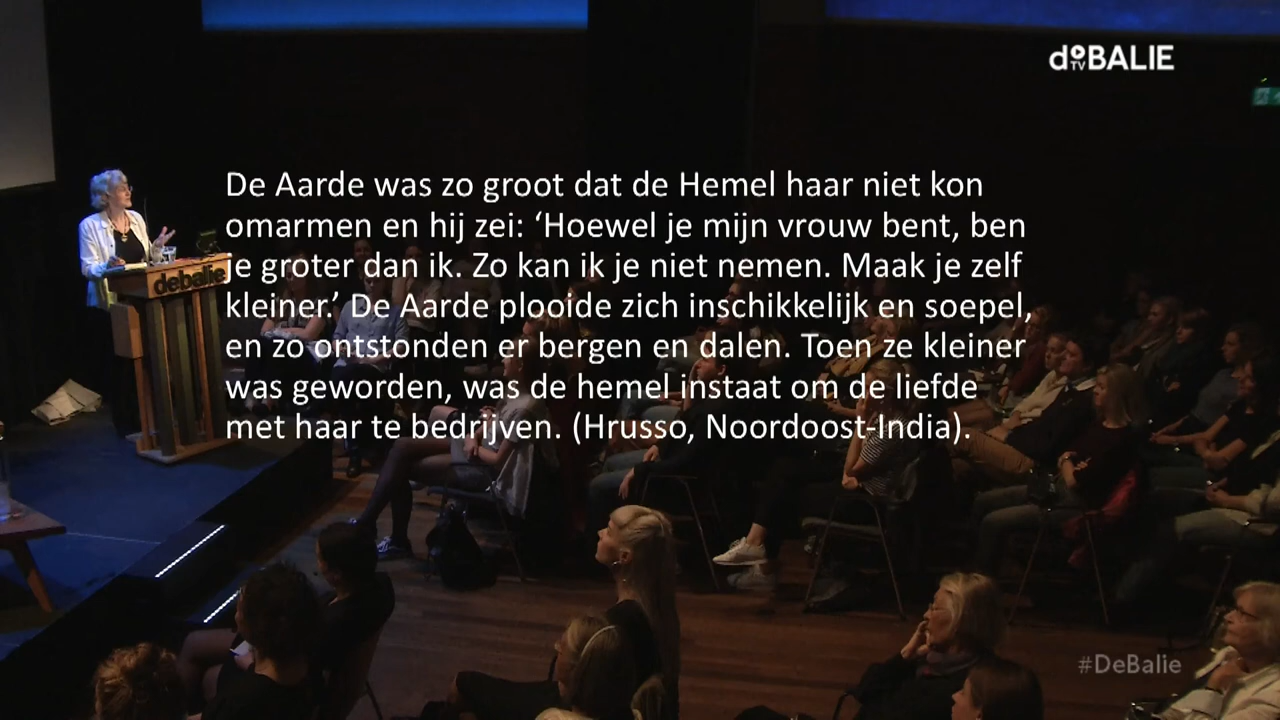 doBALIE
TV
De Aarde was zo groot dat de Hemel haar niet kon
omarmen en hij zei: ‘Hoewel je mijn vrouw bent, ben
je groter dan ik. Zo kan ik je niet nemen. Maak je zelf
kleiner.’ De Aarde plooide zich inschikkelijk en soepel,
en zo ontstonden er bergen en dalen. Toen ze kleiner
was geworden, was de hemel instaat om de liefde
met haar te bedrijven. (Hrusso, Noordoost-India).
debalie
#DeBalie